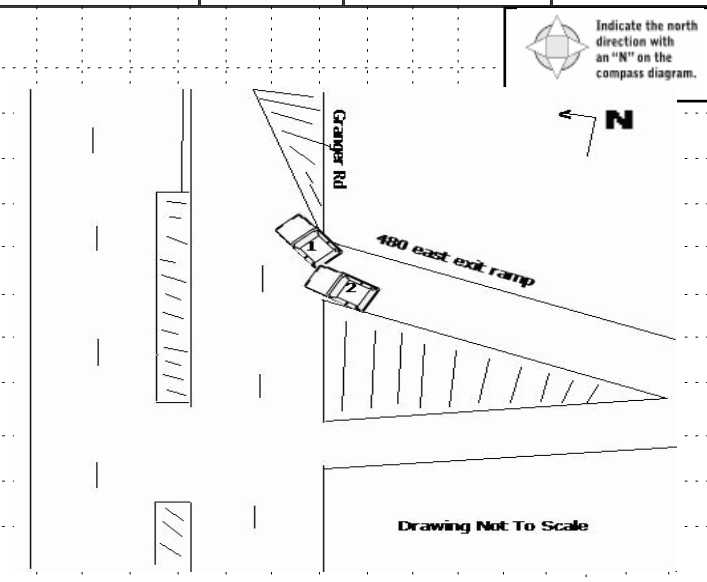 Indicate the north
direction with
an "N" on the
compass diagram.
N
Granger Rd
480 east exit ramp
1
2
Drawing Not To Scale